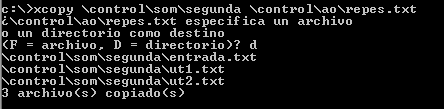 c:\>xcopy \control\som\segunda \control\ao\repes.txt
¿\control\ao\repes.txt especifica un archivo
o un directorio como destino
(F = archivo, D = directorio)? d
\control\som\segunda\entrada.txt
\control\som\segunda\ut1.txt
\control\som\segunda\ut2.txt
3 archivo(s) copiado(s)